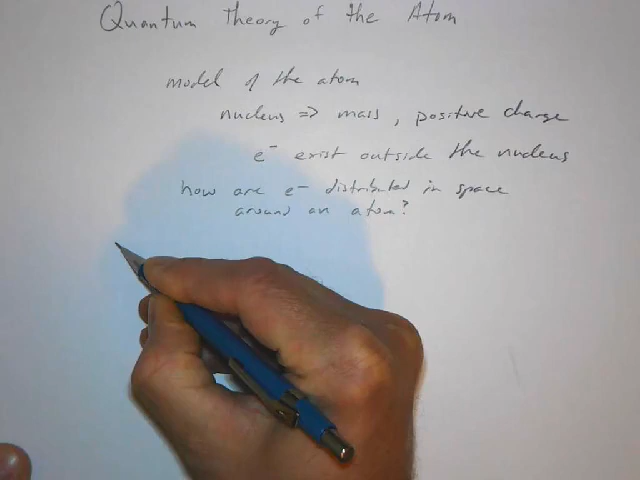 Quantum Theory of the Atom
model of the atom
nucleus => mass, positive charge
e⁻ exist outside the nucleus
how are e⁻ distributed in space
around an atom?